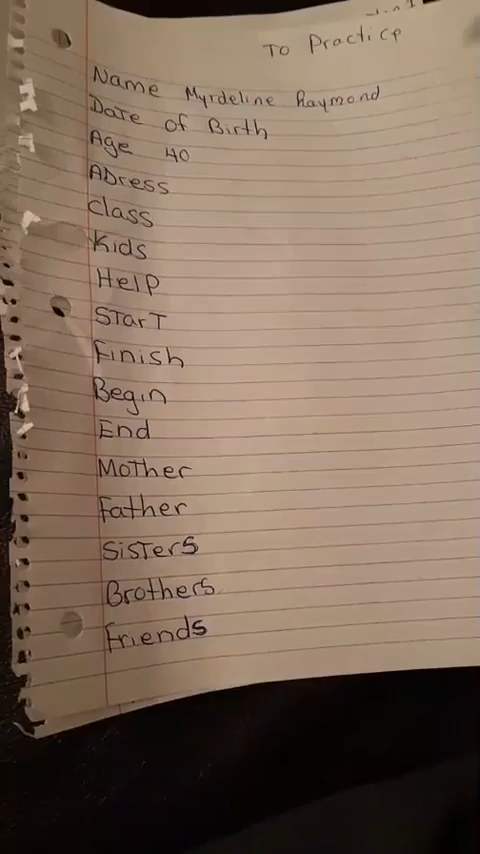 To Practice
Name Myrdeline Raymond
Date of Birth
Age 40
ADress
Class
Kids
Help
Start
Finish
Begin
End
Mother
Father
Sisters
Brothers
Friends